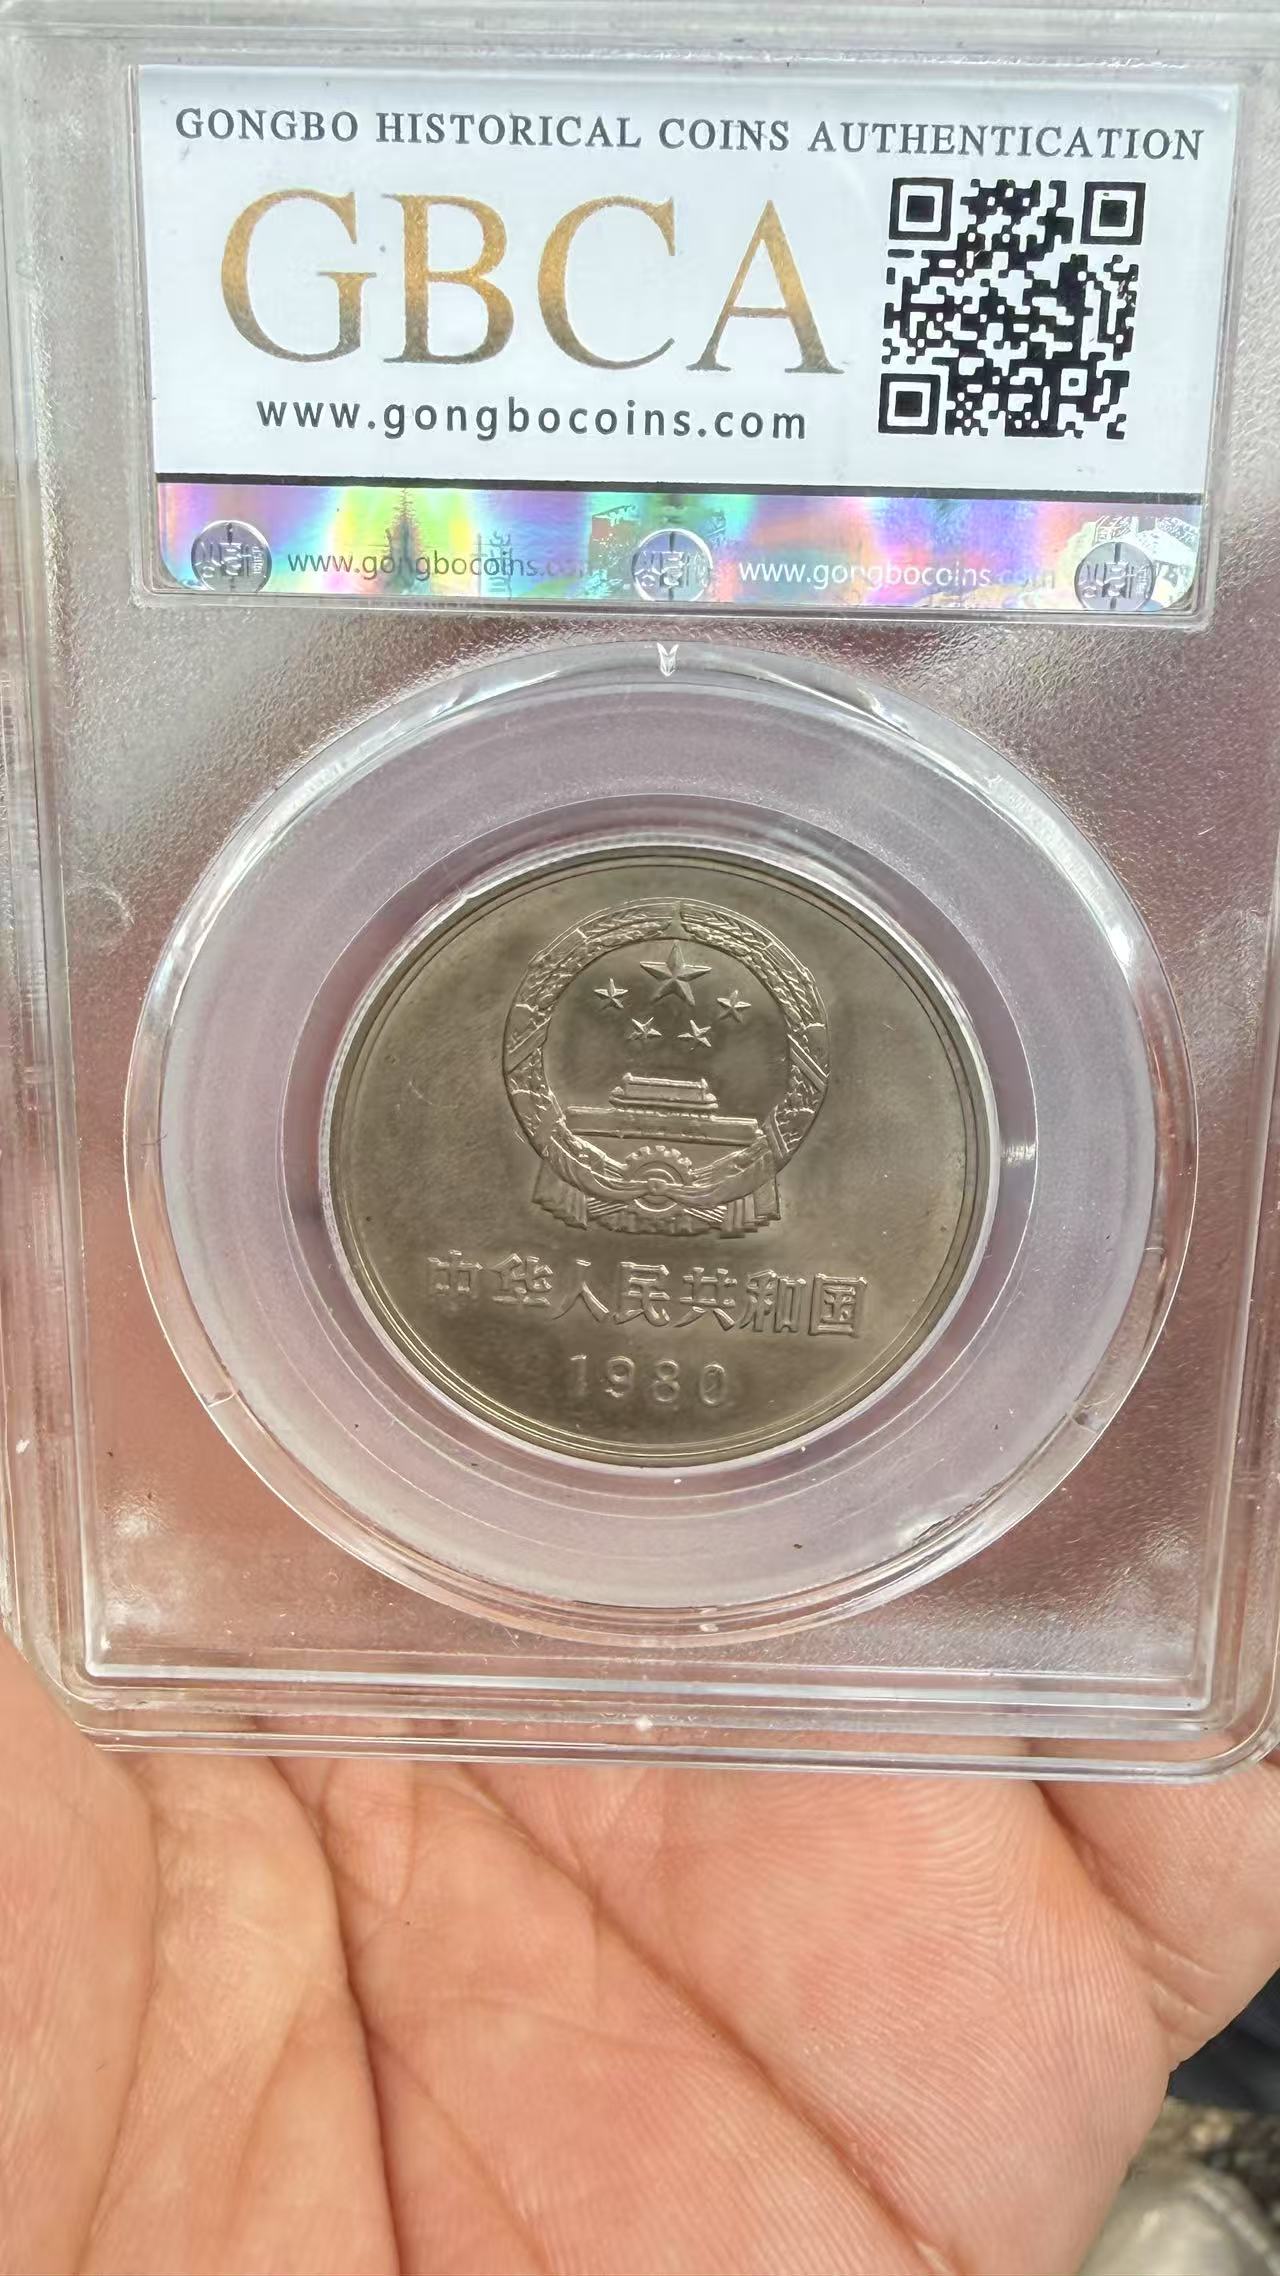 GONGBO HISTORICAL COINS AUTHENTICATION
GBCA
www.gongbocoins.com
www.gongbocoins.co
www.gongbocoins.com
中华人民共和国
1980